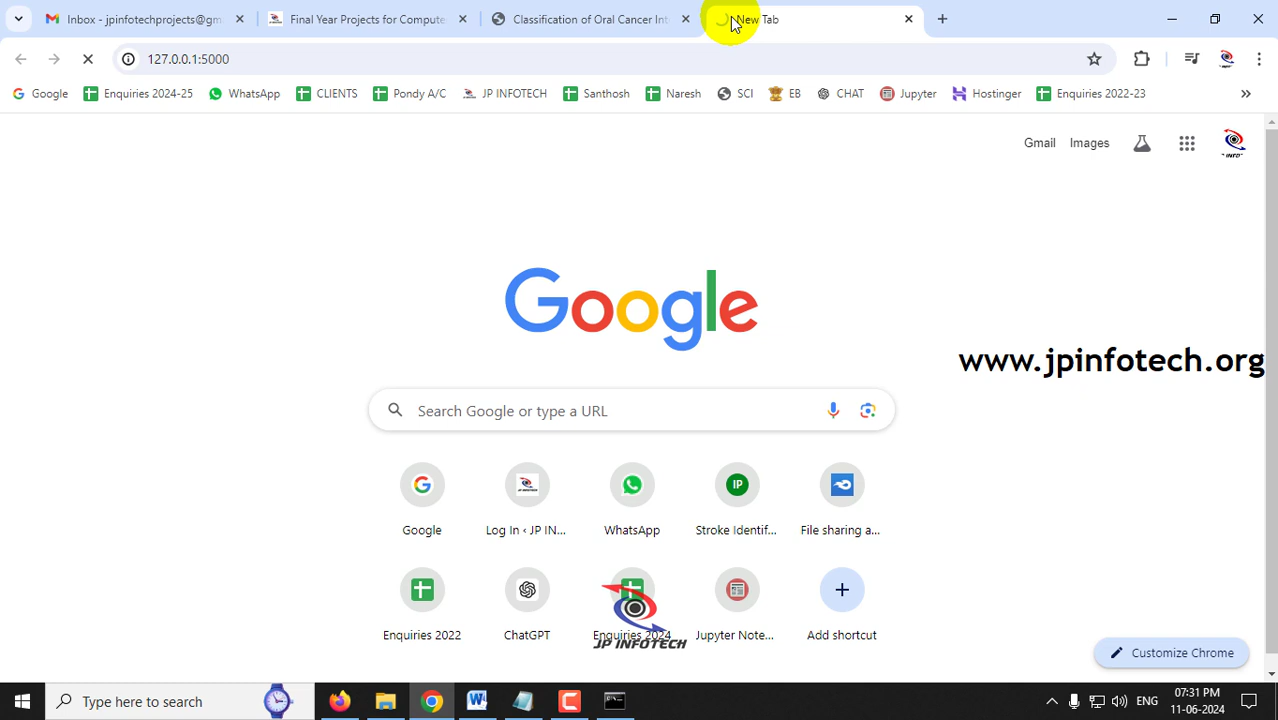 Inbox - jpinfotechprojects@gm
Final Year Projects for Compute
Classification of Oral Cancer Int
New Tab
127.0.0.1:5000
Google
Enquiries 2024-25
WhatsApp
CLIENTS
Pondy A/C
JP INFOTECH
Santhosh
Naresh
SCI
EB
CHAT
Jupyter
Hostinger
Enquiries 2022-23
Gmail
Images
Google
www.jpinfotech.org
Search Google or type a URL
IP
Google
Log In ‹ JP IN...
WhatsApp
Stroke Identif...
File sharing a...
Enquiries 2022
ChatGPT
Enquiries 2024
Jupyter Note...
Add shortcut
JP INFOTECH
Customize Chrome
Type here to search
ENG
07:31 PM
11-06-2024